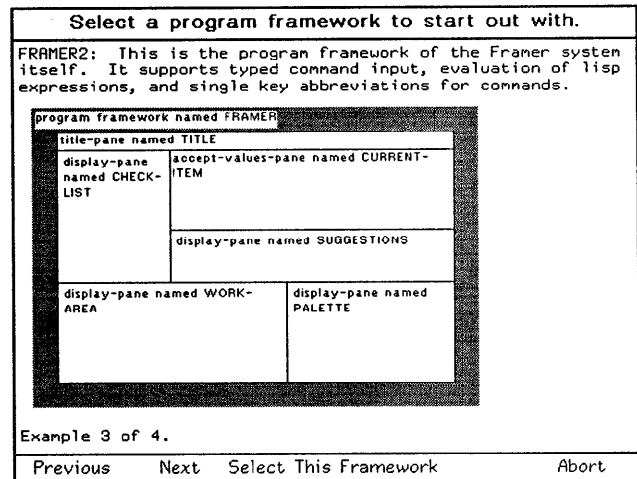 Select a program framework to start out with.
FRAMER2: This is the program framework of the Framer system
itself. It supports typed command input, evaluation of lisp
expressions, and single key abbreviations for commands.
program framework named FRAMER
title-pane named TITLE
display-pane
named CHECK-
LIST
accept-values-pane named CURRENT-
ITEM
display-pane named SUGGESTIONS
display-pane named WORK-
AREA
display-pane named
PALETTE
Example 3 of 4.
Previous Next Select This Framework Abort